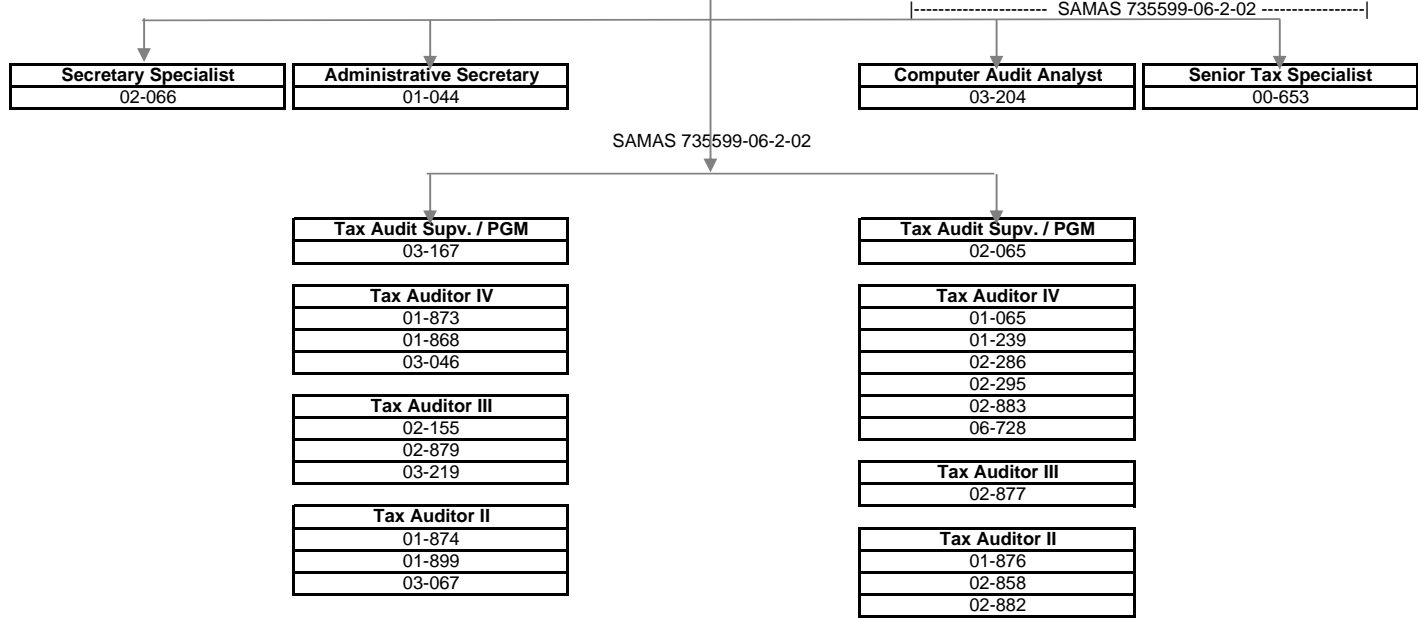 |---------------------- SAMAS 735599-06-2-02 -----------------|
Secretary Specialist
02-066
Administrative Secretary
01-044
Computer Audit Analyst
03-204
Senior Tax Specialist
00-653
SAMAS 735599-06-2-02
Tax Audit Supv. / PGM
03-167
Tax Auditor IV
01-873
01-868
03-046
Tax Auditor III
02-155
02-879
03-219
Tax Auditor II
01-874
01-899
03-067
Tax Audit Supv. / PGM
02-065
Tax Auditor IV
01-065
01-239
02-286
02-295
02-883
06-728
Tax Auditor III
02-877
Tax Auditor II
01-876
02-858
02-882